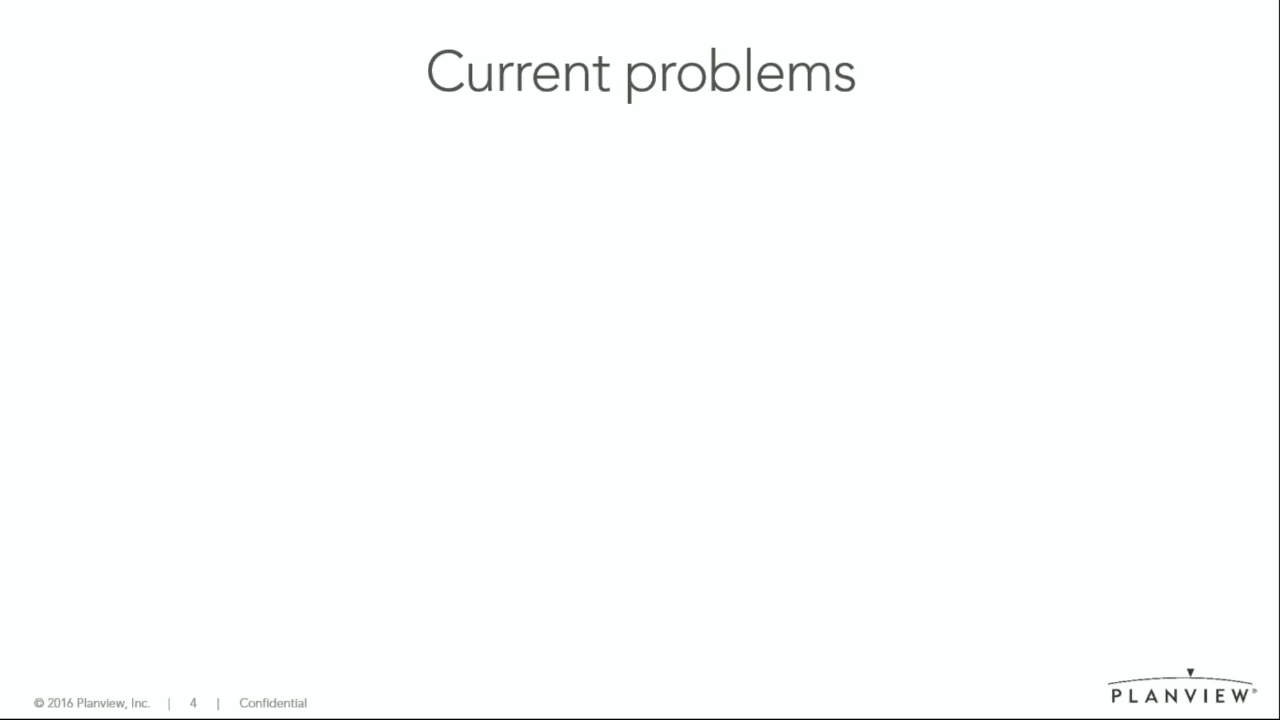 Current problems
© 2016 Planview, Inc. | 4 | Confidential
PLANVIEW®